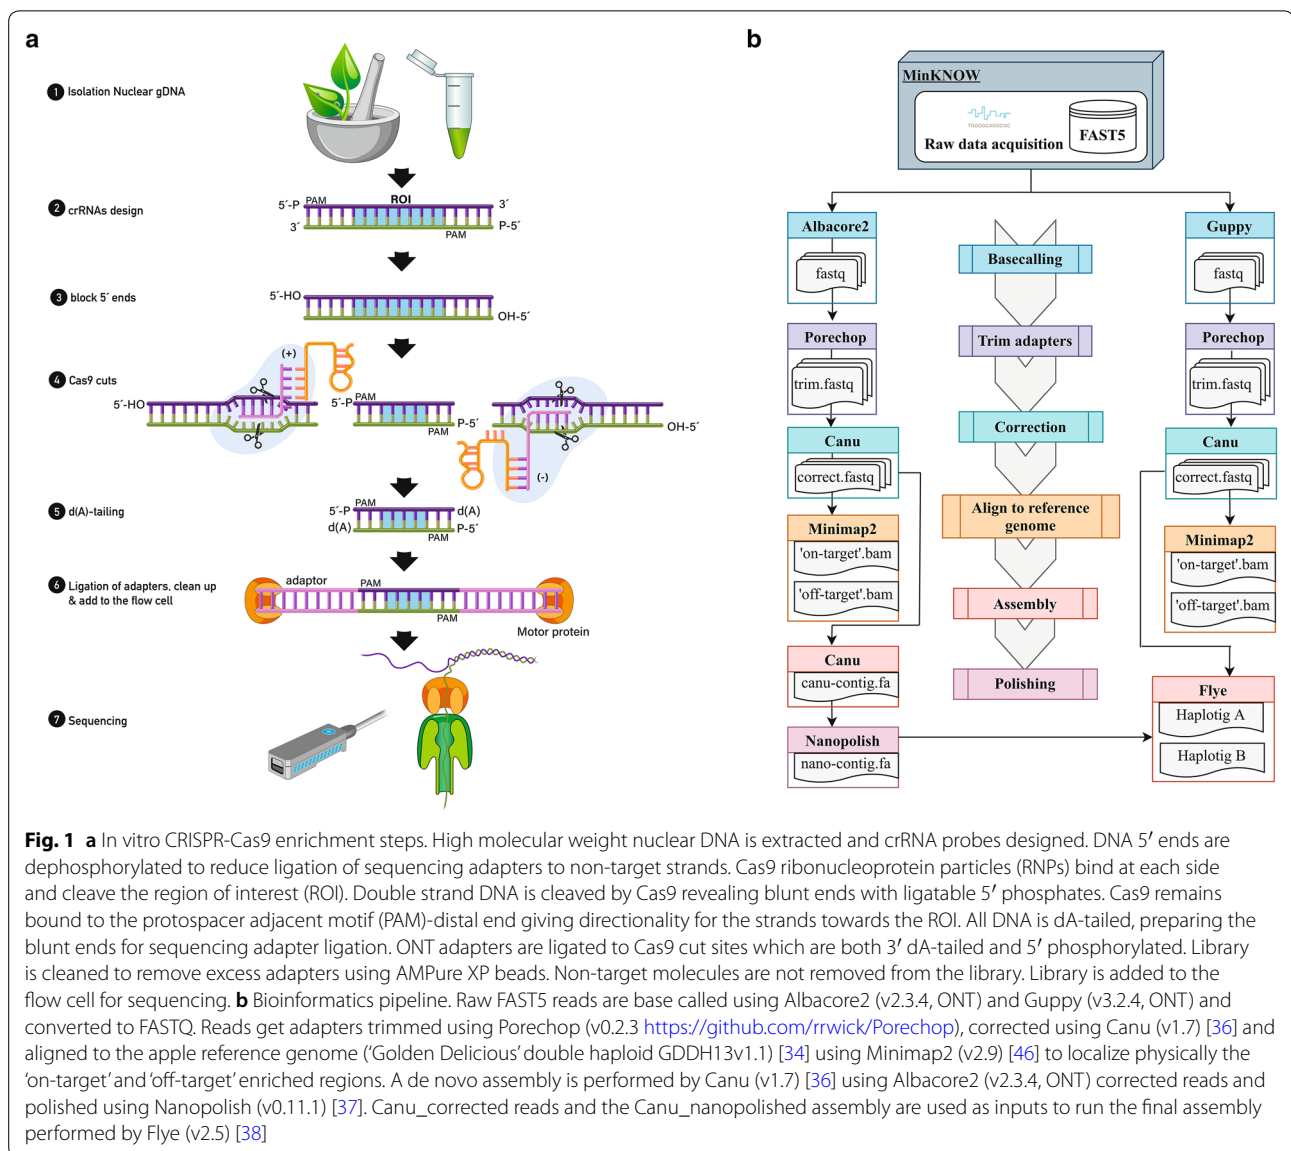 a
1 Isolation Nuclear gDNA
2 crRNAs design
5´-P PAM ROI 3´
3´ PAM P-5´
3 block 5´ ends
5´-HO
OH-5´
4 Cas9 cuts
(+)
5´-HO
5´-P PAM
P-5´
PAM
OH-5´
(-)
5 d(A)-tailing
PAM
5´-P d(A)
d(A) P-5´
PAM
6 Ligation of adapters, clean up
& add to the flow cell
adaptor PAM
PAM
Motor protein
7 Sequencing
b
MinKNOW
TGGGGCAGGCGC
Raw data acquisition
FAST5
Albacore2
fastq
Porechop
trim.fastq
Canu
correct.fastq
Minimap2
'on-target'.bam
'off-target'.bam
Canu
canu-contig.fa
Nanopolish
nano-contig.fa
Basecalling
Trim adapters
Correction
Align to reference
genome
Assembly
Polishing
Guppy
fastq
Porechop
trim.fastq
Canu
correct.fastq
Minimap2
'on-target'.bam
'off-target'.bam
Flye
Haplotig A
Haplotig B
Fig. 1 a In vitro CRISPR-Cas9 enrichment steps. High molecular weight nuclear DNA is extracted and crRNA probes designed. DNA 5′ ends are
dephosphorylated to reduce ligation of sequencing adapters to non-target strands. Cas9 ribonucleoprotein particles (RNPs) bind at each side
and cleave the region of interest (ROI). Double strand DNA is cleaved by Cas9 revealing blunt ends with ligatable 5′ phosphates. Cas9 remains
bound to the protospacer adjacent motif (PAM)-distal end giving directionality for the strands towards the ROI. All DNA is dA-tailed, preparing the
blunt ends for sequencing adapter ligation. ONT adapters are ligated to Cas9 cut sites which are both 3′ dA-tailed and 5′ phosphorylated. Library
is cleaned to remove excess adapters using AMPure XP beads. Non-target molecules are not removed from the library. Library is added to the
flow cell for sequencing. b Bioinformatics pipeline. Raw FAST5 reads are base called using Albacore2 (v2.3.4, ONT) and Guppy (v3.2.4, ONT) and
converted to FASTQ. Reads get adapters trimmed using Porechop (v0.2.3 https://github.com/rrwick/Porechop), corrected using Canu (v1.7) [36] and
aligned to the apple reference genome ('Golden Delicious' double haploid GDDH13v1.1) [34] using Minimap2 (v2.9) [46] to localize physically the
'on-target' and 'off-target' enriched regions. A de novo assembly is performed by Canu (v1.7) [36] using Albacore2 (v2.3.4, ONT) corrected reads and
polished using Nanopolish (v0.11.1) [37]. Canu_corrected reads and the Canu_nanopolished assembly are used as inputs to run the final assembly
performed by Flye (v2.5) [38]